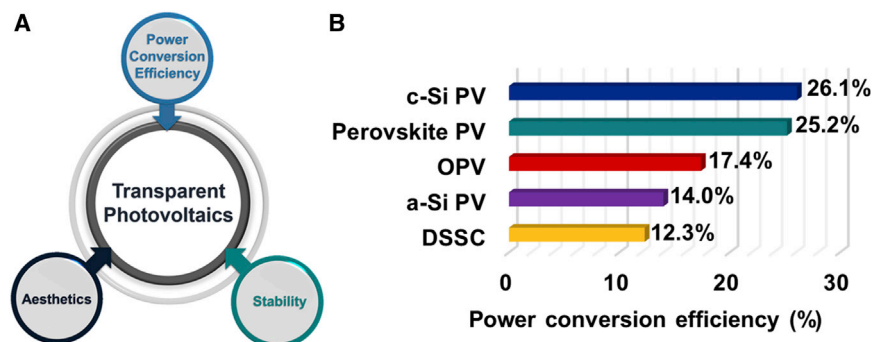 A
Power
Conversion
Efficiency
Transparent
Photovoltaics
Aesthetics
Stability
B
c-Si PV 26.1%
Perovskite PV 25.2%
OPV 17.4%
a-Si PV 14.0%
DSSC 12.3%
0 10 20 30
Power conversion efficiency (%)